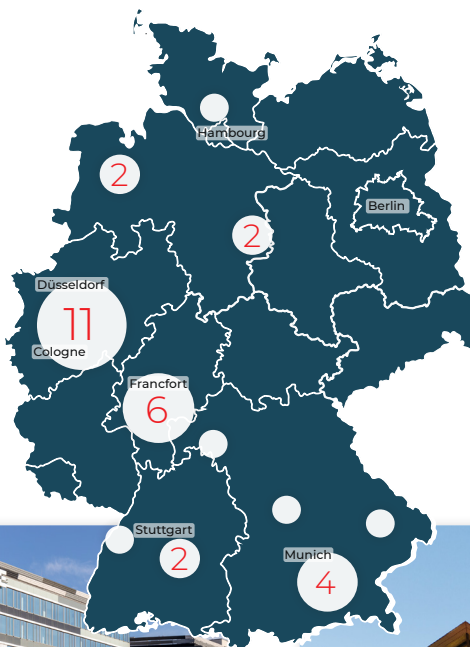 Hambourg
2
Berlin
2
Düsseldorf
11
Cologne
Francfort
6
Stuttgart
2
Munich
4